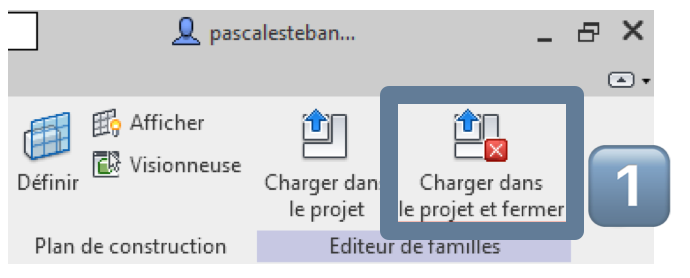 pascalesteban...
Définir
Afficher
Visionneuse
Charger dans
le projet
Charger dans
le projet et fermer
1
Plan de construction
Editeur de familles